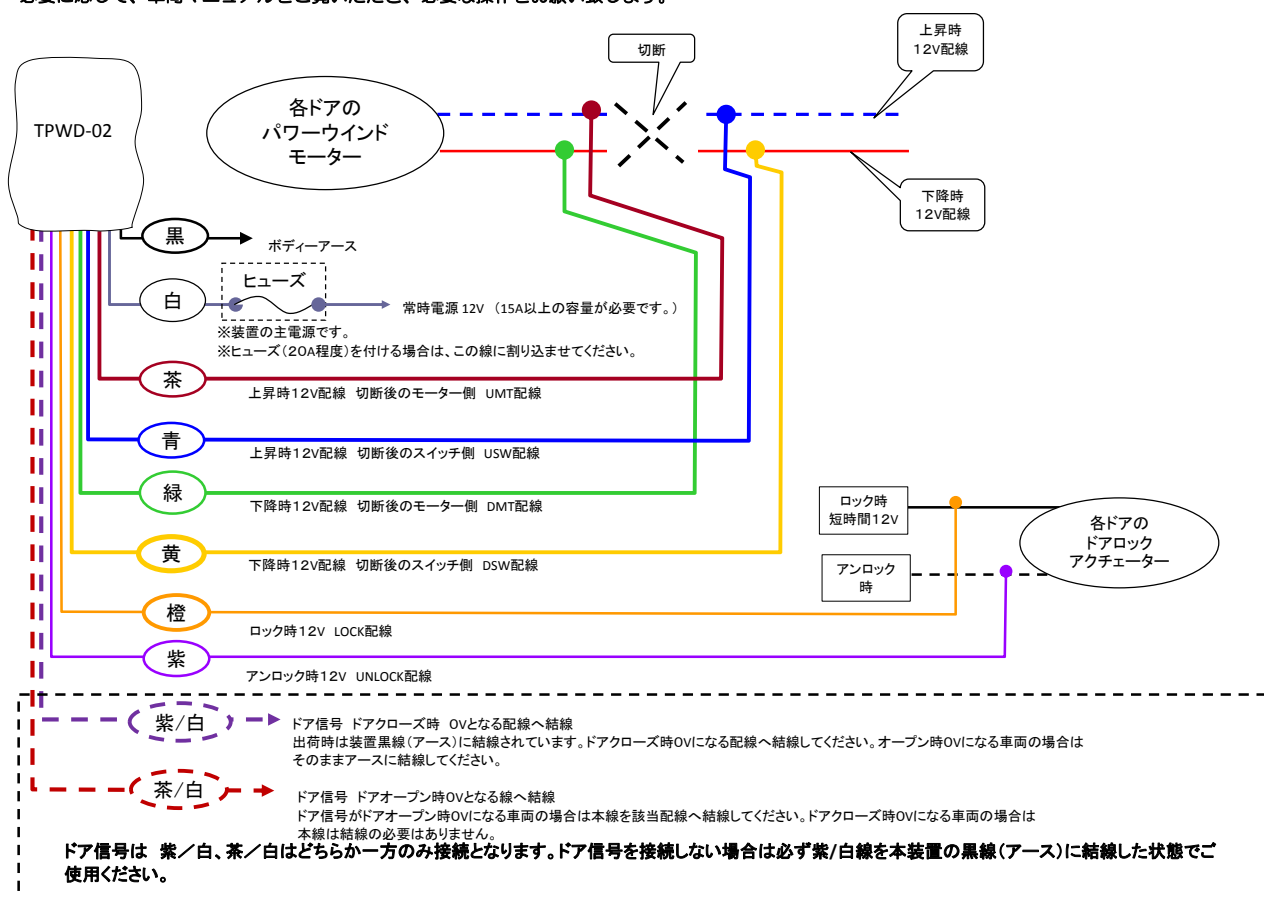 切断
上昇時
12V配線
TPWD-02
各ドアの
パワーウインド
モーター
下降時
12V配線
黒
ボディーアース
ヒューズ
白
常時電源 12V （15A以上の容量が必要です。）
※装置の主電源です。
※ヒューズ（20A程度）を付ける場合は、この線に割り込ませてください。
茶
上昇時12V配線 切断後のモーター側 UMT配線
青
上昇時12V配線 切断後のスイッチ側 USW配線
緑
下降時12V配線 切断後のモーター側 DMT配線
ロック時
短時間12V
各ドアの
ドアロック
アクチェーター
黄
下降時12V配線 切断後のスイッチ側 DSW配線
アンロック
時
橙
ロック時12V LOCK配線
紫
アンロック時12V UNLOCK配線
紫/白
ドア信号 ドアクローズ時 0Vとなる配線へ結線
出荷時は装置黒線（アース）に結線されています。ドアクローズ時0Vになる配線へ結線してください。オープン時0Vになる車両の場合は
そのままアースに結線してください。
茶/白
ドア信号 ドアオープン時0Vとなる線へ結線
ドア信号がドアオープン時0Vになる車両の場合は本線を該当配線へ結線してください。ドアクローズ時0Vになる車両の場合は
本線は結線の必要はありません。
ドア信号は 紫／白、茶／白はどちらか一方のみ接続となります。ドア信号を接続しない場合は必ず紫/白線を本装置の黒線（アース）に結線した状態でご
使用ください。